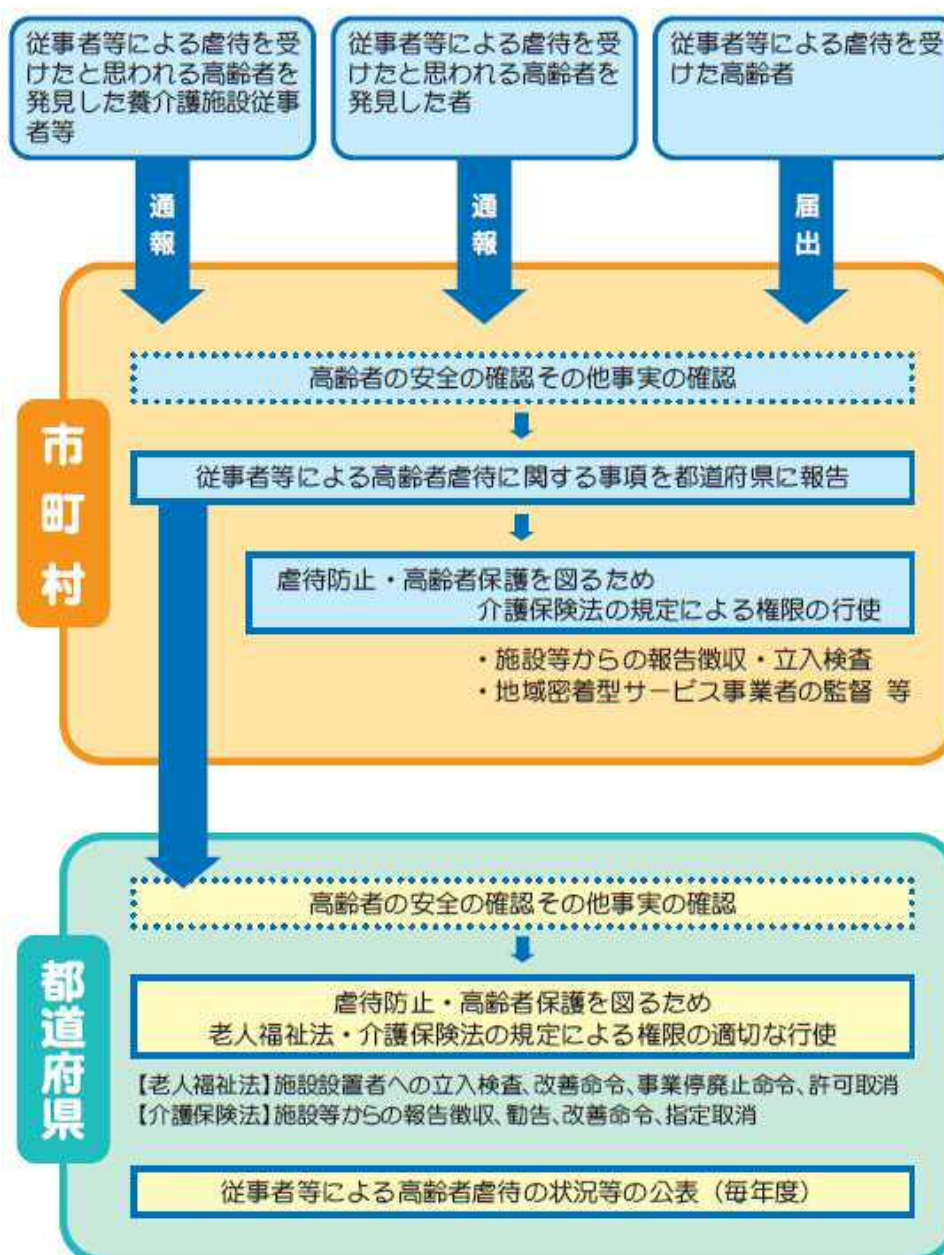 従事者等による虐待を受
けたと思われる高齢者を
発見した養介護施設従事
者等
従事者等による虐待を受
けたと思われる高齢者を
発見した者
従事者等による虐待を受
けた高齢者
通報
通報
届出
市町村
高齢者の安全の確認その他事実の確認
従事者等による高齢者虐待に関する事項を都道府県に報告
虐待防止・高齢者保護を図るため
介護保険法の規定による権限の行使
・施設等からの報告徴収・立入検査
・地域密着型サービス事業者の監督 等
都道府県
高齢者の安全の確認その他事実の確認
虐待防止・高齢者保護を図るため
老人福祉法・介護保険法の規定による権限の適切な行使
【老人福祉法】施設設置者への立入検査、改善命令、事業停廃止命令、許可取消
【介護保険法】施設等からの報告徴収、勧告、改善命令、指定取消
従事者等による高齢者虐待の状況等の公表（毎年度）